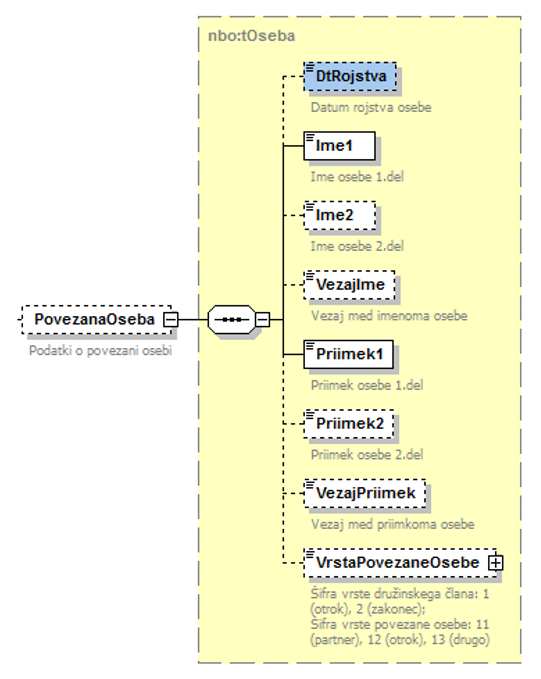 nbo:tOseba
DtRojstva
Datum rojstva osebe
Ime1
Ime osebe 1.del
Ime2
Ime osebe 2.del
VezajIme
Vezaj med imenoma osebe
PovezanaOseba
Podatki o povezani osebi
Priimek1
Priimek osebe 1.del
Priimek2
Priimek osebe 2.del
VezajPriimek
Vezaj med priimkoma osebe
VrstaPovezaneOsebe
Šifra vrste družinskega člana: 1
(otrok), 2 (zakonec);
Šifra vrste povezane osebe: 11
(partner), 12 (otrok), 13 (drugo)